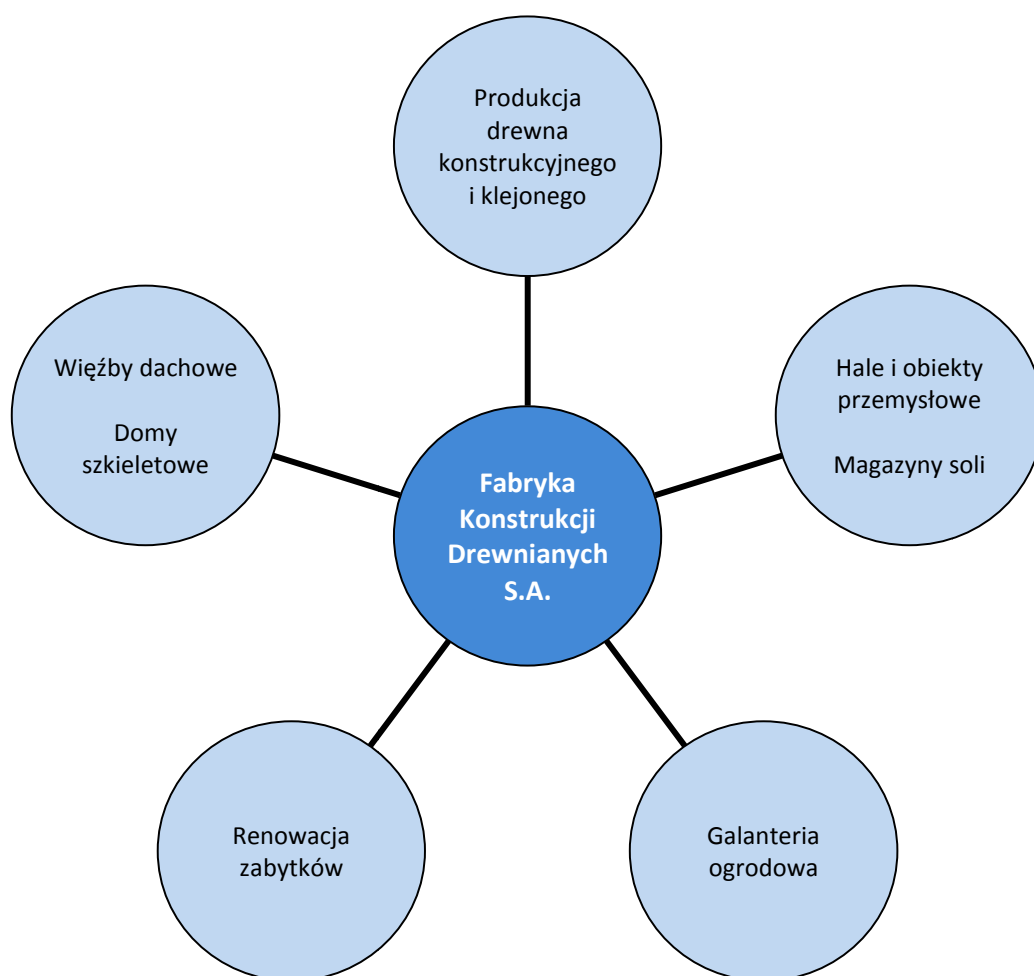 Produkcja
drewna
konstrukcyjnego
i klejonego
Więźby dachowe
Domy
szkieletowe
Hale i obiekty
przemysłowe
Magazyny soli
Fabryka
Konstrukcji
Drewnianych
S.A.
Renowacja
zabytków
Galanteria
ogrodowa